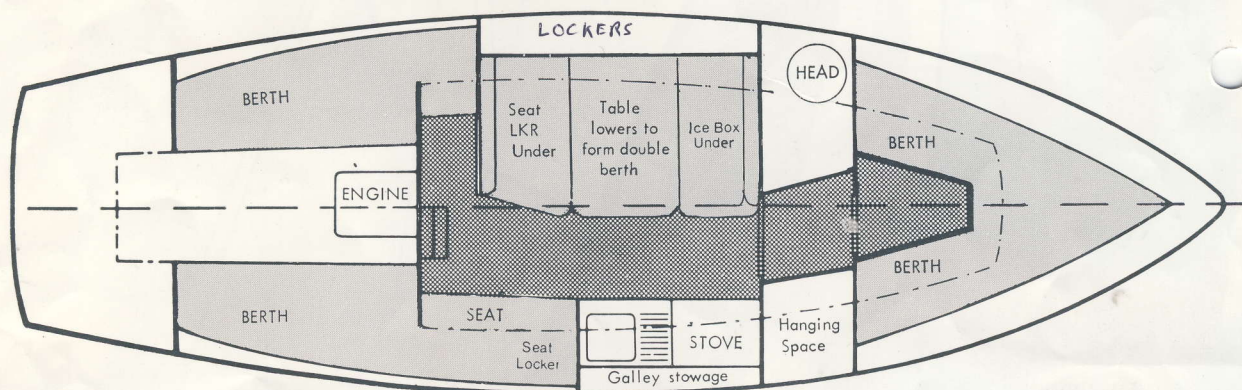 LOCKERS
HEAD
BERTH
Seat
LKR
Under
Table
lowers to
form double
berth
Ice Box
Under
BERTH
ENGINE
BERTH
BERTH
SEAT
Seat
Locker
STOVE
Hanging
Space
Galley stowage